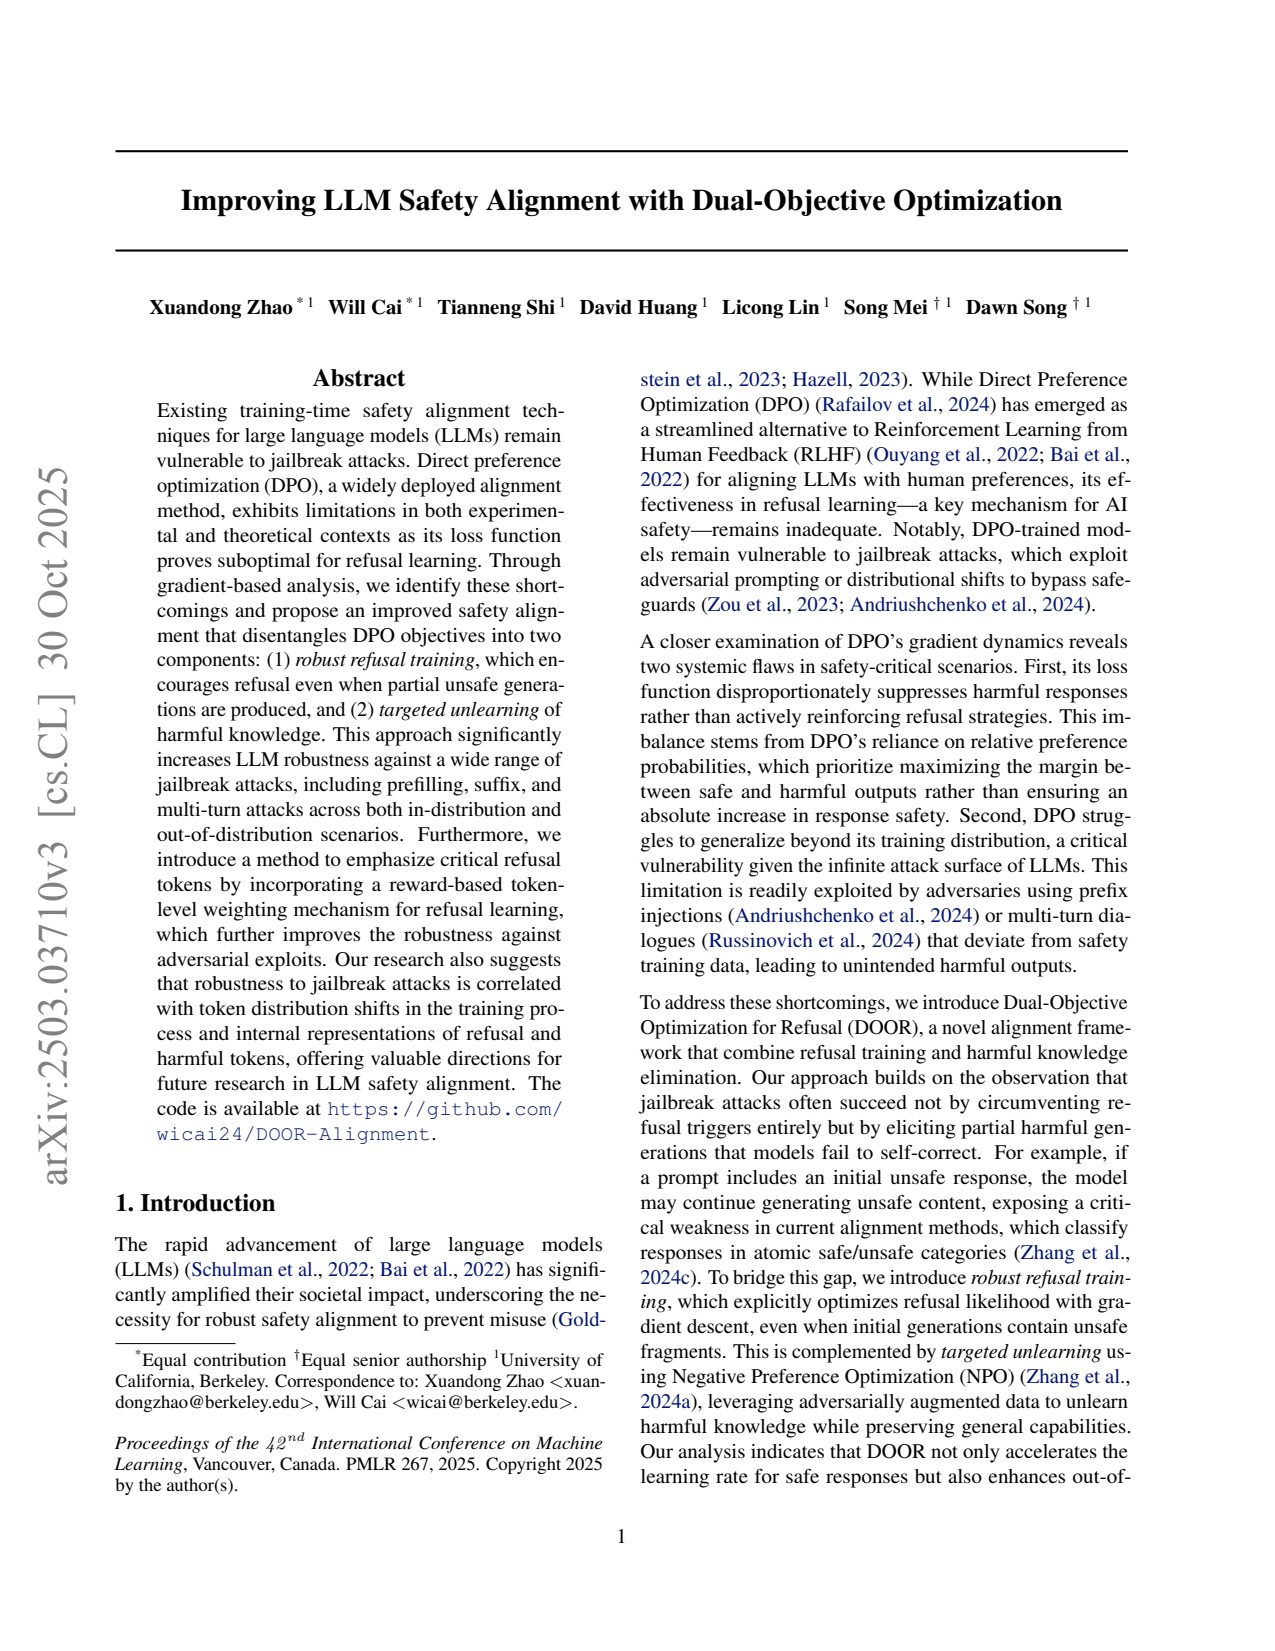 Improving LLM Safety Alignment with Dual-Objective Optimization
Xuandong Zhao * 1 Will Cai * 1 Tianneng Shi 1 David Huang 1 Licong Lin 1 Song Mei † 1 Dawn Song † 1
Abstract
Existing training-time safety alignment tech-
niques for large language models (LLMs) remain
vulnerable to jailbreak attacks. Direct preference
optimization (DPO), a widely deployed alignment
method, exhibits limitations in both experimen-
tal and theoretical contexts as its loss function
proves suboptimal for refusal learning. Through
gradient-based analysis, we identify these short-
comings and propose an improved safety align-
ment that disentangles DPO objectives into two
components: (1) robust refusal training, which en-
courages refusal even when partial unsafe genera-
tions are produced, and (2) targeted unlearning of
harmful knowledge. This approach significantly
increases LLM robustness against a wide range of
jailbreak attacks, including prefilling, suffix, and
multi-turn attacks across both in-distribution and
out-of-distribution scenarios. Furthermore, we
introduce a method to emphasize critical refusal
tokens by incorporating a reward-based token-
level weighting mechanism for refusal learning,
which further improves the robustness against
adversarial exploits. Our research also suggests
that robustness to jailbreak attacks is correlated
with token distribution shifts in the training pro-
cess and internal representations of refusal and
harmful tokens, offering valuable directions for
future research in LLM safety alignment. The
code is available at https://github.com/
wicai24/DOOR-Alignment.
1. Introduction
The rapid advancement of large language models
(LLMs) (Schulman et al., 2022; Bai et al., 2022) has signifi-
cantly amplified their societal impact, underscoring the ne-
cessity for robust safety alignment to prevent misuse (Gold-
*Equal contribution †Equal senior authorship 1University of
California, Berkeley. Correspondence to: Xuandong Zhao <xuan-
dongzhao@berkeley.edu>, Will Cai <wicai@berkeley.edu>.
Proceedings of the 42nd International Conference on Machine
Learning, Vancouver, Canada. PMLR 267, 2025. Copyright 2025
by the author(s).
stein et al., 2023; Hazell, 2023). While Direct Preference
Optimization (DPO) (Rafailov et al., 2024) has emerged as
a streamlined alternative to Reinforcement Learning from
Human Feedback (RLHF) (Ouyang et al., 2022; Bai et al.,
2022) for aligning LLMs with human preferences, its ef-
fectiveness in refusal learning—a key mechanism for AI
safety—remains inadequate. Notably, DPO-trained mod-
els remain vulnerable to jailbreak attacks, which exploit
adversarial prompting or distributional shifts to bypass safe-
guards (Zou et al., 2023; Andriushchenko et al., 2024).
A closer examination of DPO's gradient dynamics reveals
two systemic flaws in safety-critical scenarios. First, its loss
function disproportionately suppresses harmful responses
rather than actively reinforcing refusal strategies. This im-
balance stems from DPO's reliance on relative preference
probabilities, which prioritize maximizing the margin be-
tween safe and harmful outputs rather than ensuring an
absolute increase in response safety. Second, DPO strug-
gles to generalize beyond its training distribution, a critical
vulnerability given the infinite attack surface of LLMs. This
limitation is readily exploited by adversaries using prefix
injections (Andriushchenko et al., 2024) or multi-turn dia-
logues (Russinovich et al., 2024) that deviate from safety
training data, leading to unintended harmful outputs.
To address these shortcomings, we introduce Dual-Objective
Optimization for Refusal (DOOR), a novel alignment frame-
work that combine refusal training and harmful knowledge
elimination. Our approach builds on the observation that
jailbreak attacks often succeed not by circumventing re-
fusal triggers entirely but by eliciting partial harmful gen-
erations that models fail to self-correct. For example, if
a prompt includes an initial unsafe response, the model
may continue generating unsafe content, exposing a criti-
cal weakness in current alignment methods, which classify
responses in atomic safe/unsafe categories (Zhang et al.,
2024c). To bridge this gap, we introduce robust refusal train-
ing, which explicitly optimizes refusal likelihood with gra-
dient descent, even when initial generations contain unsafe
fragments. This is complemented by targeted unlearning us-
ing Negative Preference Optimization (NPO) (Zhang et al.,
2024a), leveraging adversarially augmented data to unlearn
harmful knowledge while preserving general capabilities.
Our analysis indicates that DOOR not only accelerates the
learning rate for safe responses but also enhances out-of-
1
arXiv:2503.03710v3 [cs.CL] 30 Oct 2025